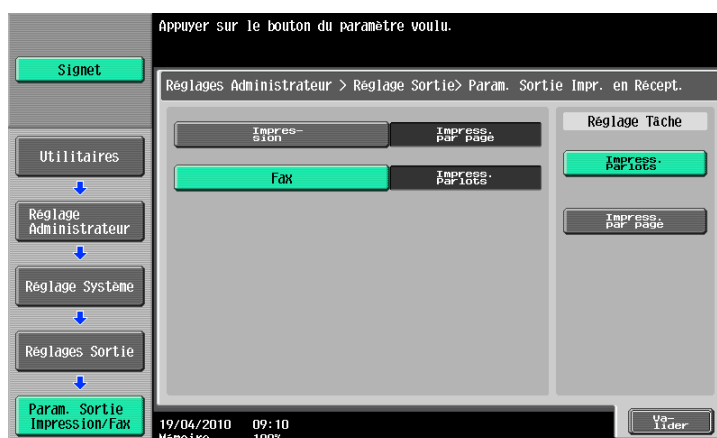 Appuyer sur le bouton du paramètre voulu.
Signet
Réglages Administrateur > Réglage Sortie> Param. Sortie Impr. en Récept.
Utilitaires
Réglage
Administrateur
Réglage Système
Réglages Sortie
Param. Sortie
Impression/Fax
Impres-
sion
Impress.
par page
Fax
Impress.
Parlots
Réglage Tâche
Impress.
Parlots
Impress.
par page
19/04/2010 09:10
Mémoire 100%
Va-
lider